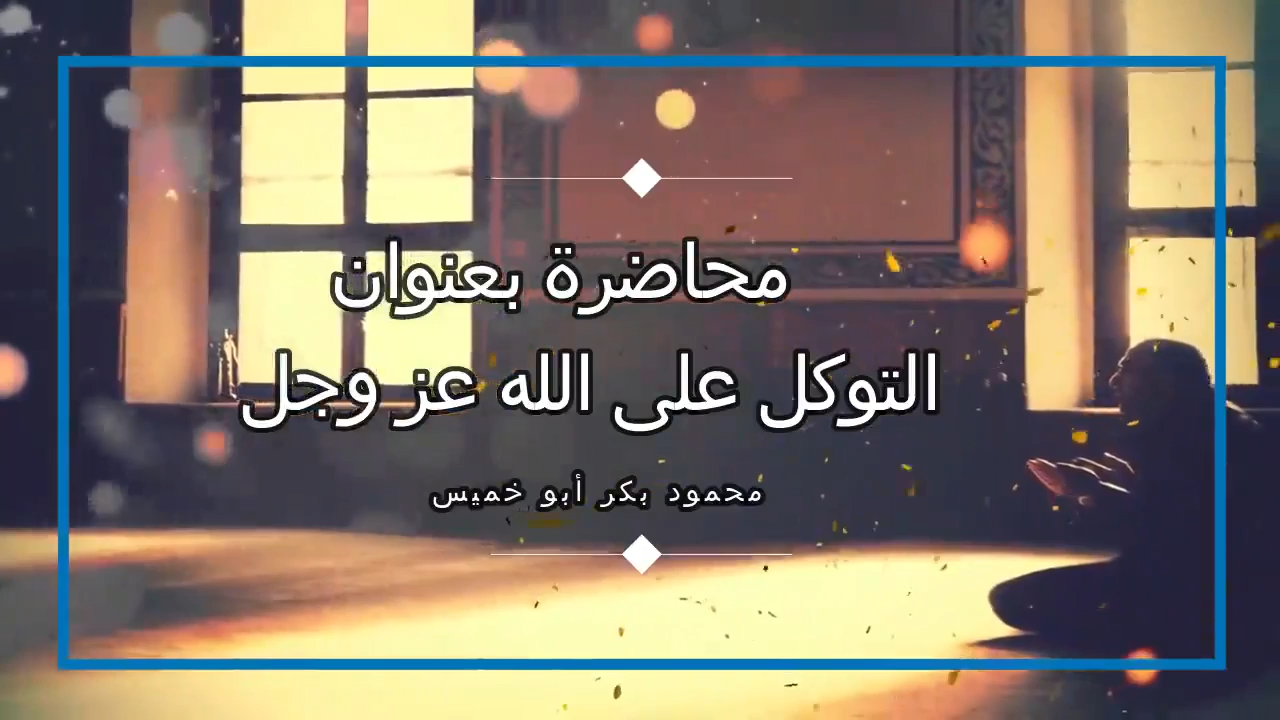 محاضرة بعنوان
التوكل على الله عز وجل
محمود بكر أبو خميس